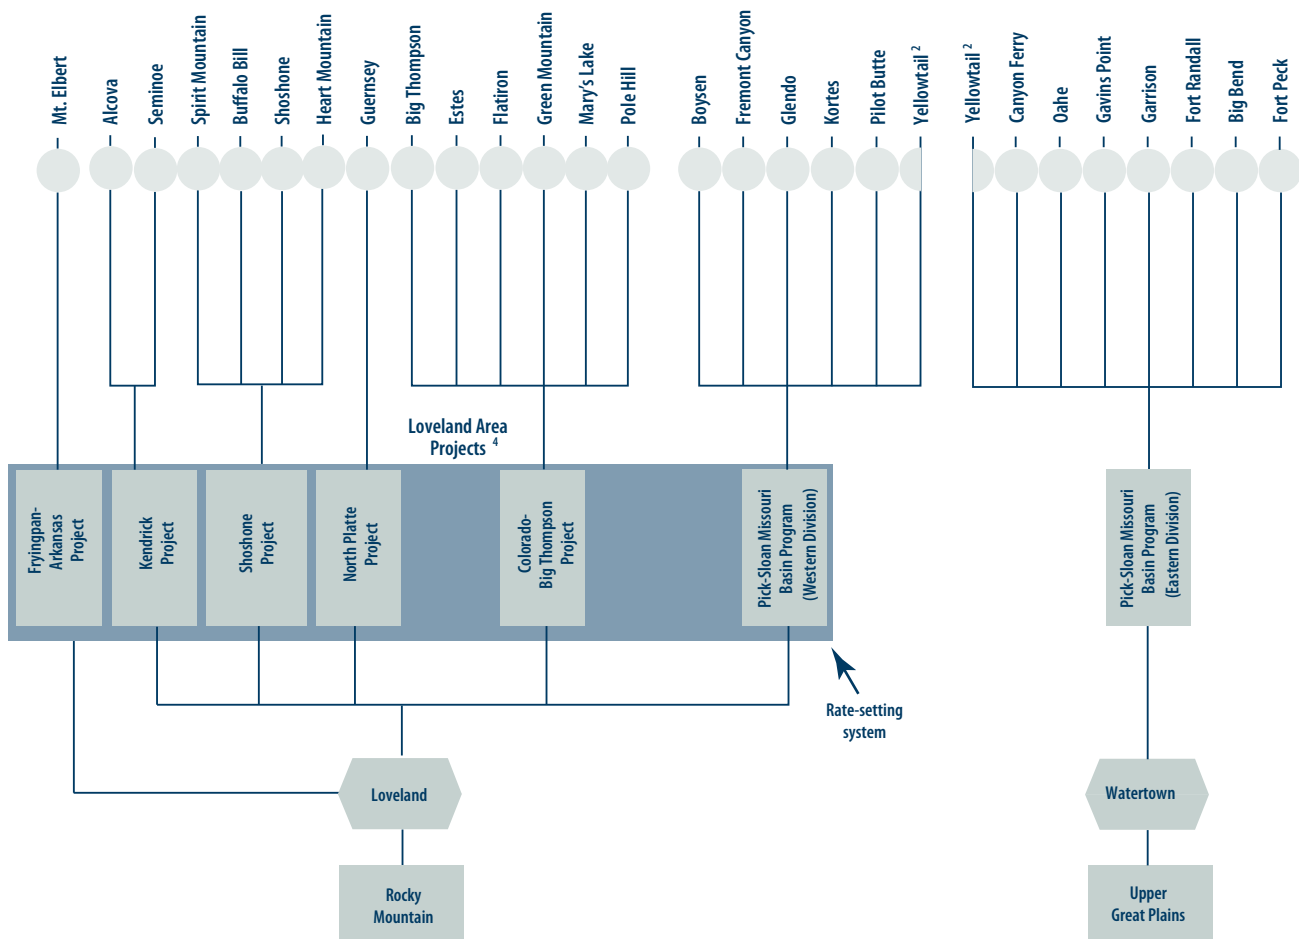 Mt. Elbert
Alcova
Seminoe
Spirit Mountain
Buffalo Bill
Shoshone
Heart Mountain
Guernsey
Big Thompson
Estes
Flatiron
Green Mountain
Mary's Lake
Pole Hill
Boysen
Fremont Canyon
Glendo
Kortes
Pilot Butte
Yellowtail 2
Yellowtail 2
Canyon Ferry
Oahe
Gavins Point
Garrison
Fort Randall
Big Bend
Fort Peck
Loveland Area
Projects 4
Fryingpan-
Arkansas
Project
Kendrick
Project
Shoshone
Project
North Platte
Project
Colorado-
Big Thompson
Project
Pick-Sloan Missouri
Basin Program
(Western Division)
Pick-Sloan Missouri
Basin Program
(Eastern Division)
Rate-setting
system
Loveland
Watertown
Rocky
Mountain
Upper
Great Plains